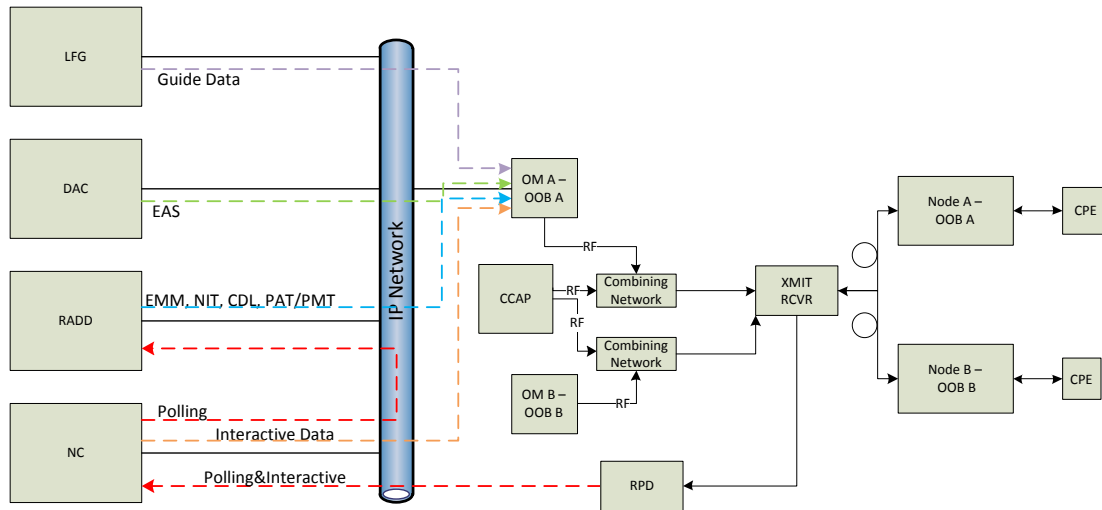 LFG
Guide Data
DAC
EAS
RADD
EMM, NIT, CDL, PAT/PMT
NC
Polling
Interactive Data
Polling&Interactive
IP Network
OM A –
OOB A
RF
CCAP
RF
RF
Combining
Network
Combining
Network
OM B –
OOB B
RF
XMIT
RCVR
RPD
Node A –
OOB A
CPE
Node B –
OOB B
CPE